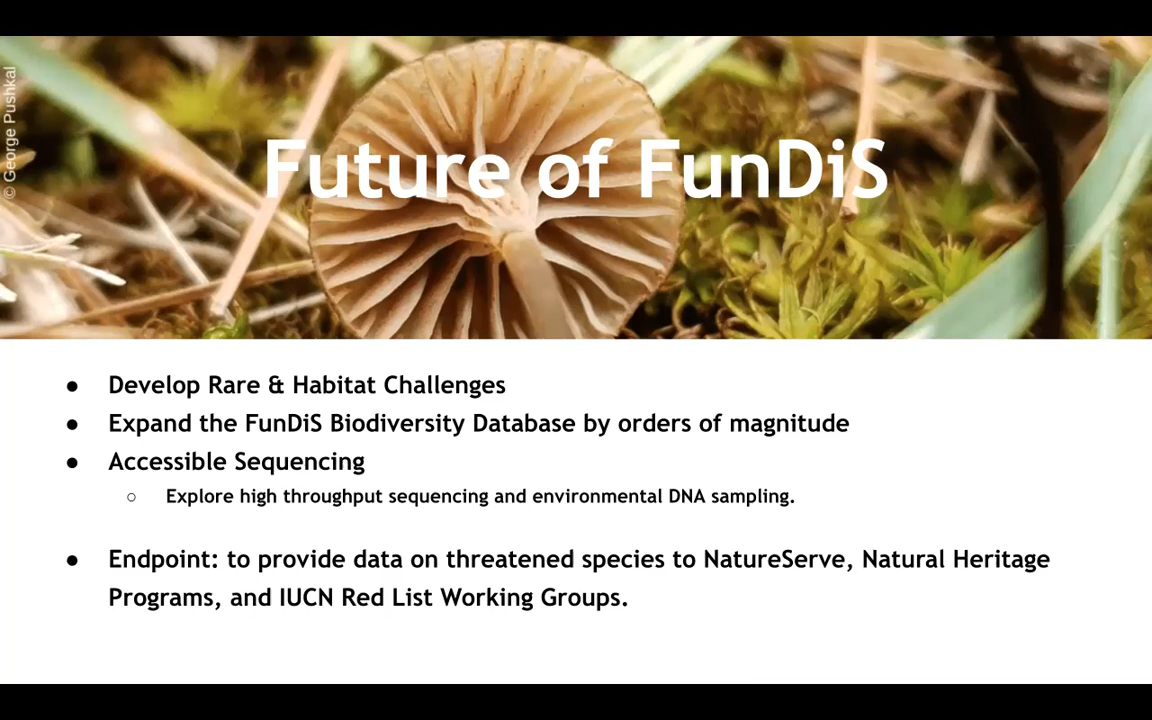 © George Pushkal
Future of FunDiS
● Develop Rare & Habitat Challenges
● Expand the FunDiS Biodiversity Database by orders of magnitude
● Accessible Sequencing
○ Explore high throughput sequencing and environmental DNA sampling.
● Endpoint: to provide data on threatened species to NatureServe, Natural Heritage
Programs, and IUCN Red List Working Groups.